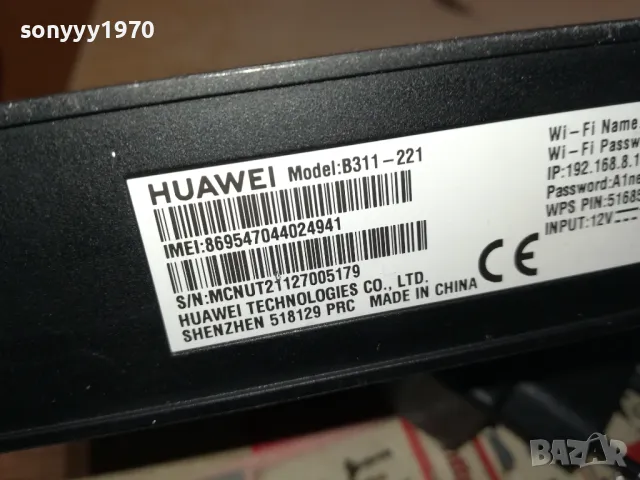 sonyyy1970
HUAWEI Model:B311-221
IMEI:869547044024941
S/N:MCNUT21127005179
HUAWEI TECHNOLOGIES CO., LTD.
SHENZHEN 518129 PRC MADE IN CHINA
CE
Wi-Fi Name
Wi-Fi Passw
IP:192.168.8.1
Password:A1ne
WPS PIN:51685
INPUT:12V
BAZAR